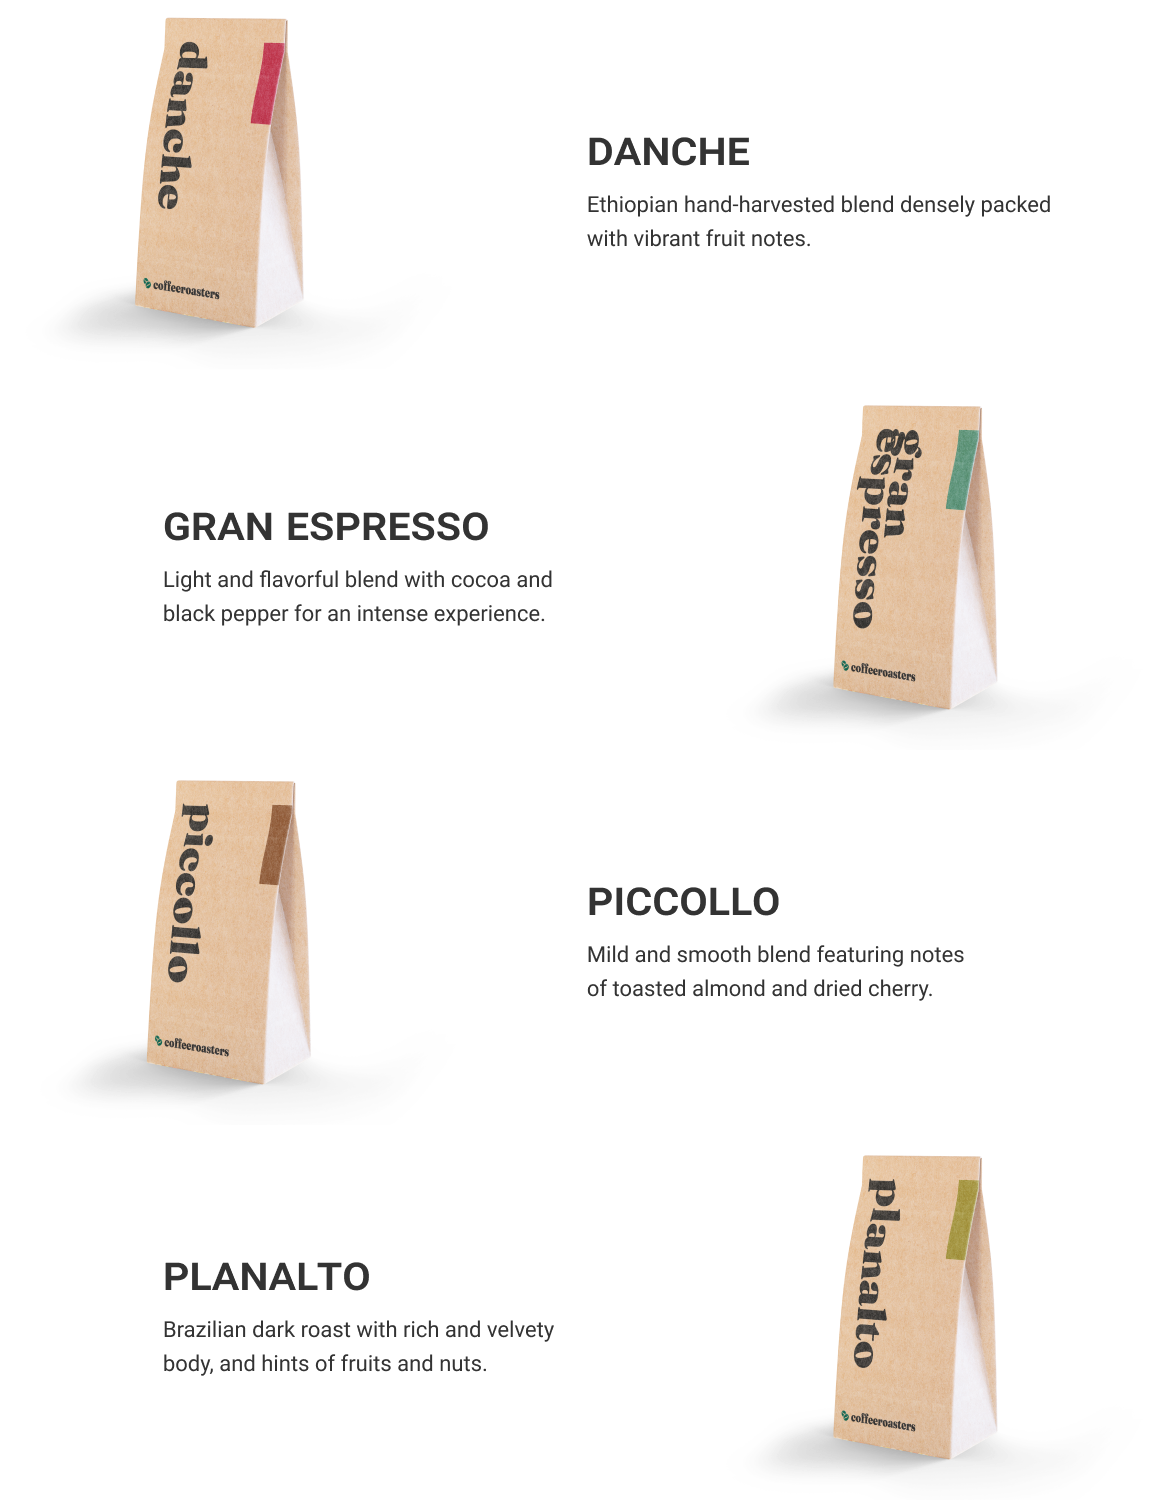 danche
coffeeroasters
DANCHE
Ethiopian hand-harvested blend densely packed
with vibrant fruit notes.
GRAN ESPRESSO
Light and flavorful blend with cocoa and
black pepper for an intense experience.
gran
espresso
coffeeroasters
piccollo
coffeeroasters
PICCOLLO
Mild and smooth blend featuring notes
of toasted almond and dried cherry.
PLANALTO
Brazilian dark roast with rich and velvety
body, and hints of fruits and nuts.
planalto
coffeeroasters